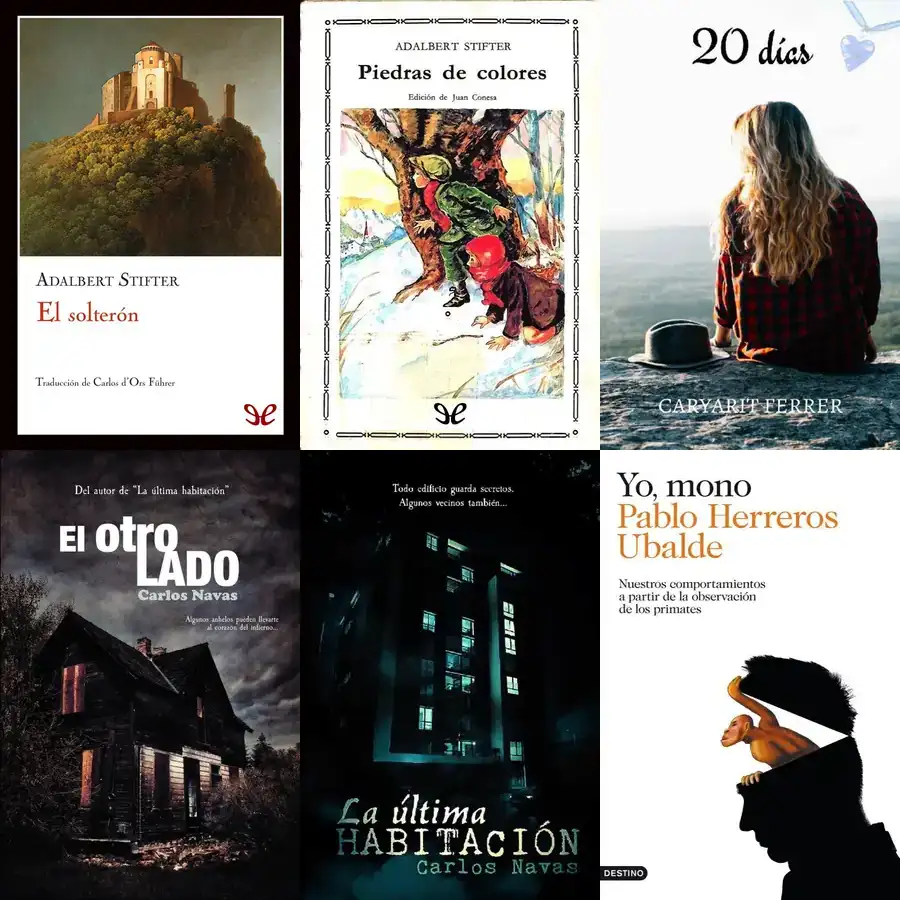 ADALBERT STIFTER
El solterón
Traducción de Carlos d'Ors Führer
ADALBERT STIFTER
Piedras de colores
Edición de Juan Conesa
20 días
CARYARIT FERRER
Del autor de "La última habitación"
El otro
LADO
Carlos Navas
Algunos anhelos pueden llevarte
al corazón del infierno...
Todo edificio guarda secretos.
Algunos vecinos también...
La última
HABITACIÓN
Carlos Navas
Yo, mono
Pablo Herreros
Ubalde
Nuestros comportamientos
a partir de la observación
de los primates
DESTINO